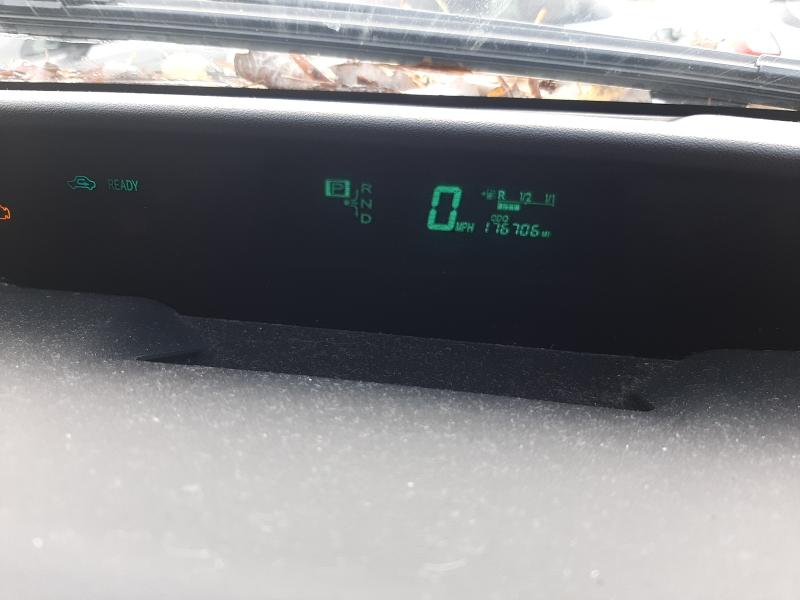 READY
P R
N
D
0 MPH
R 1/2 1/1
ODO
176706 MI